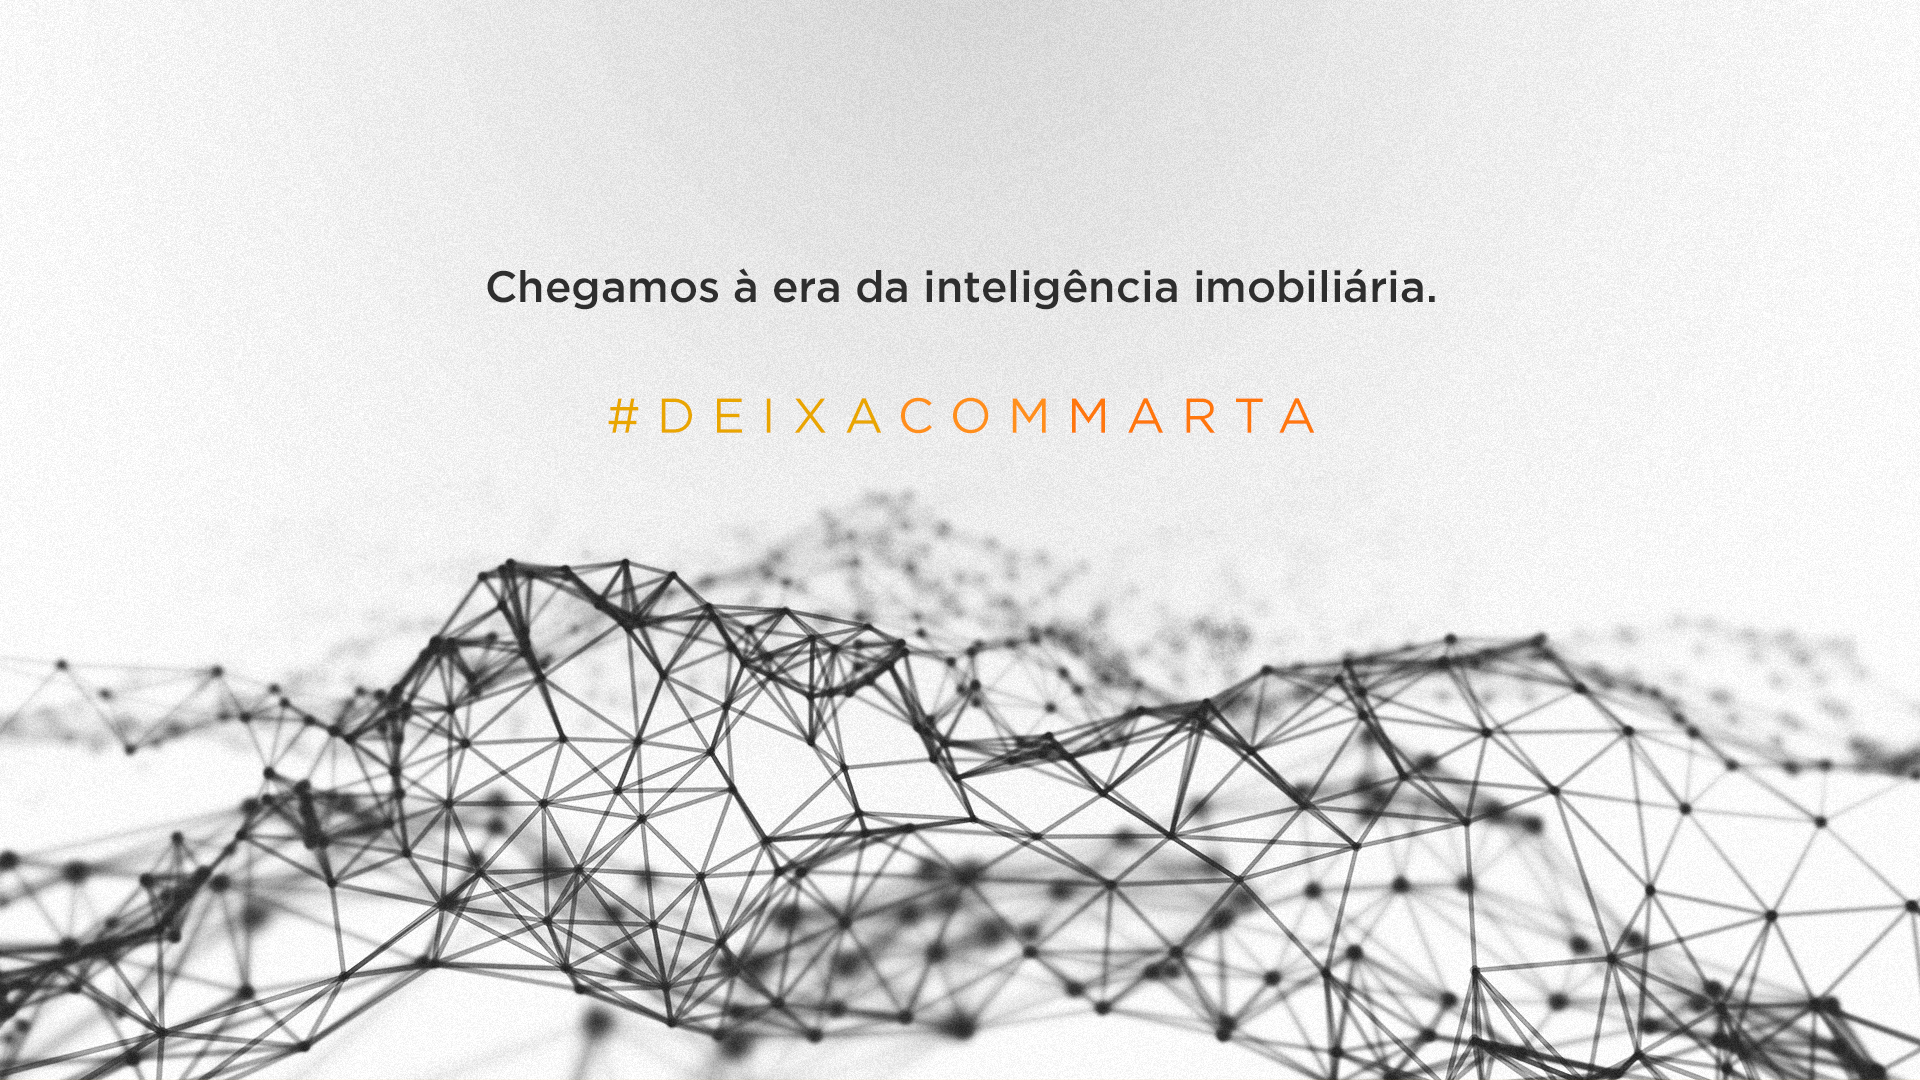 Chegamos à era da inteligência imobiliária.
#DEIXACOMMARTA